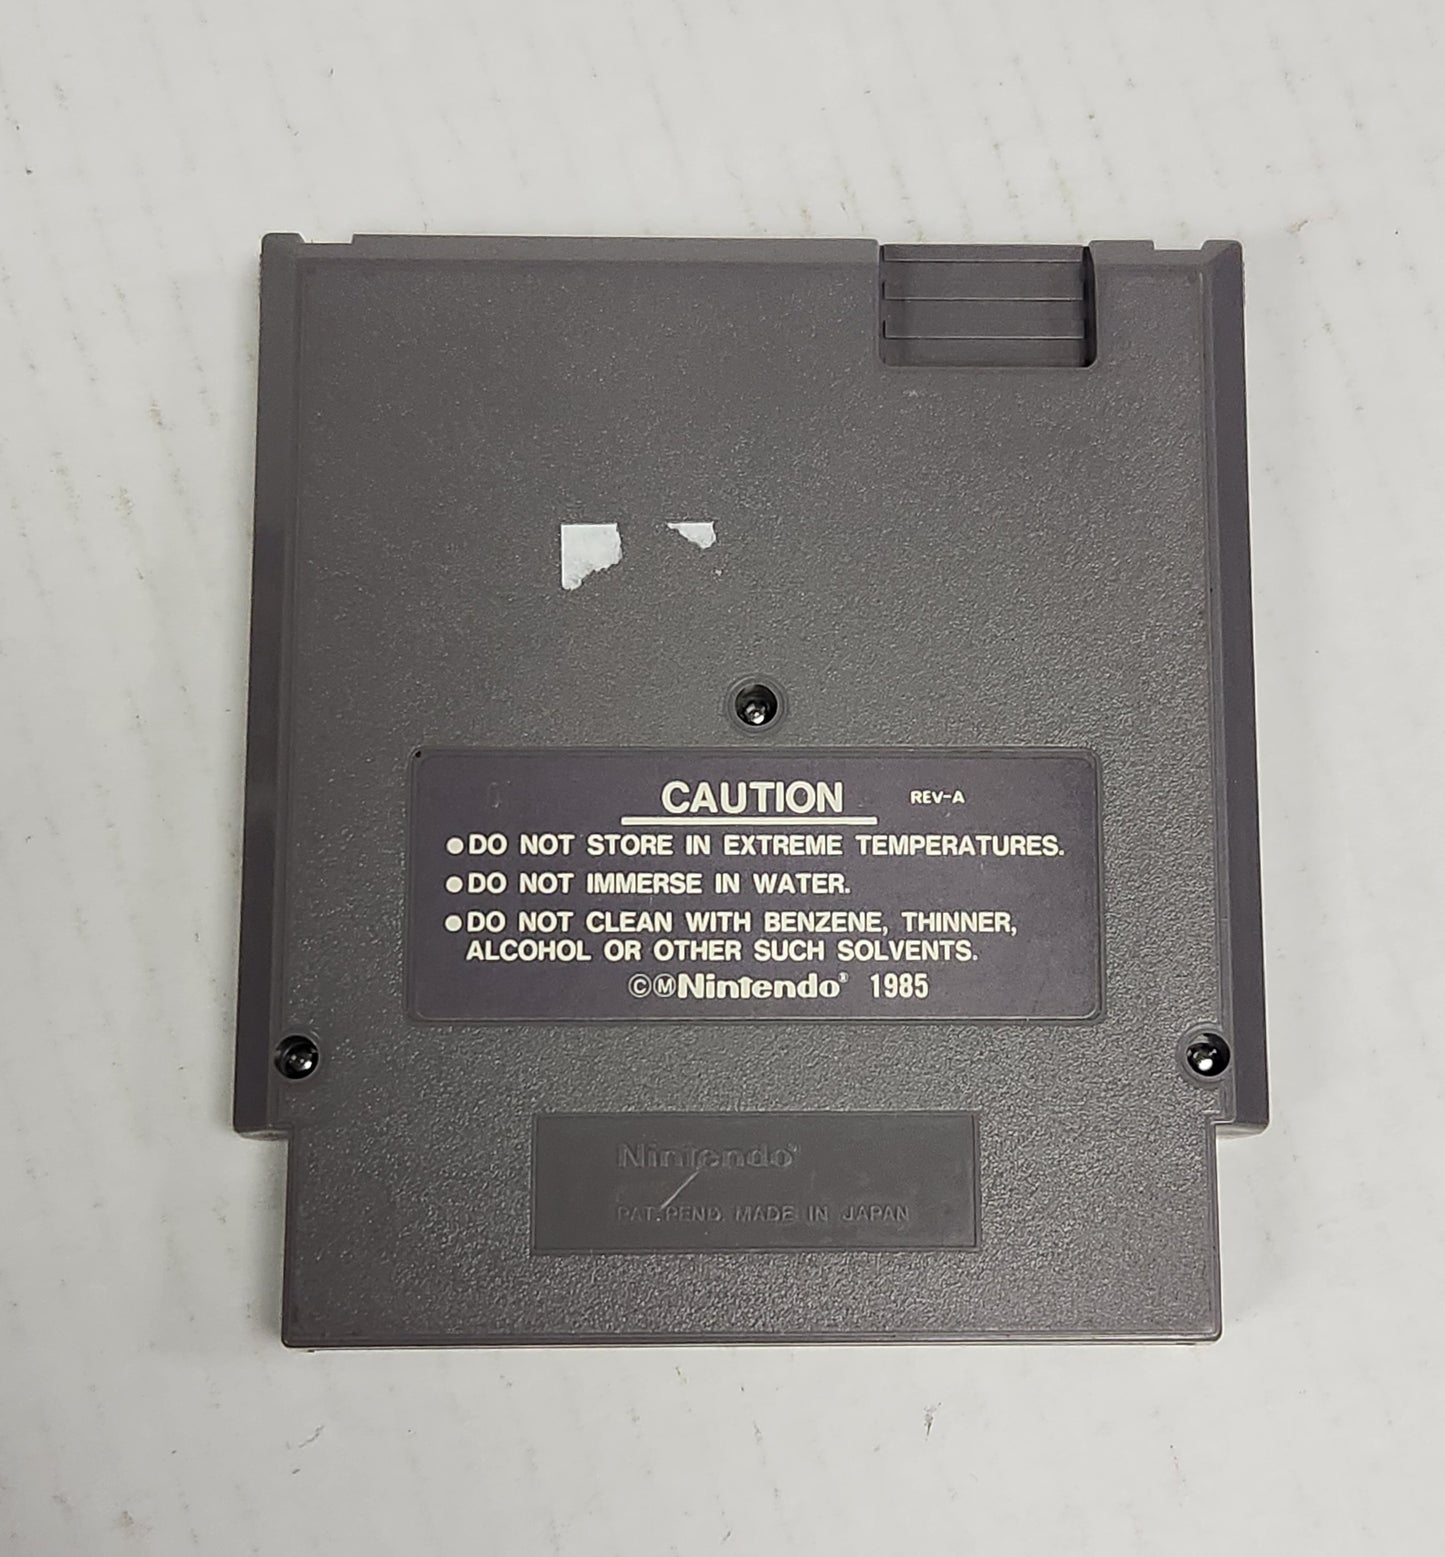 CAUTION REV-A
●DO NOT STORE IN EXTREME TEMPERATURES.
●DO NOT IMMERSE IN WATER.
●DO NOT CLEAN WITH BENZENE, THINNER,
ALCOHOL OR OTHER SUCH SOLVENTS.
©ⓂNintendo® 1985
Nintendo®
PAT. PEND. MADE IN JAPAN